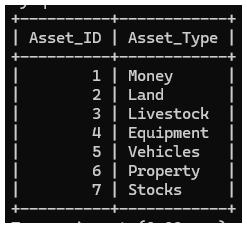 +----------+------------+
| Asset_ID | Asset_Type |
+----------+------------+
| 1 | Money |
| 2 | Land |
| 3 | Livestock |
| 4 | Equipment |
| 5 | Vehicles |
| 6 | Property |
| 7 | Stocks |
+----------+------------+